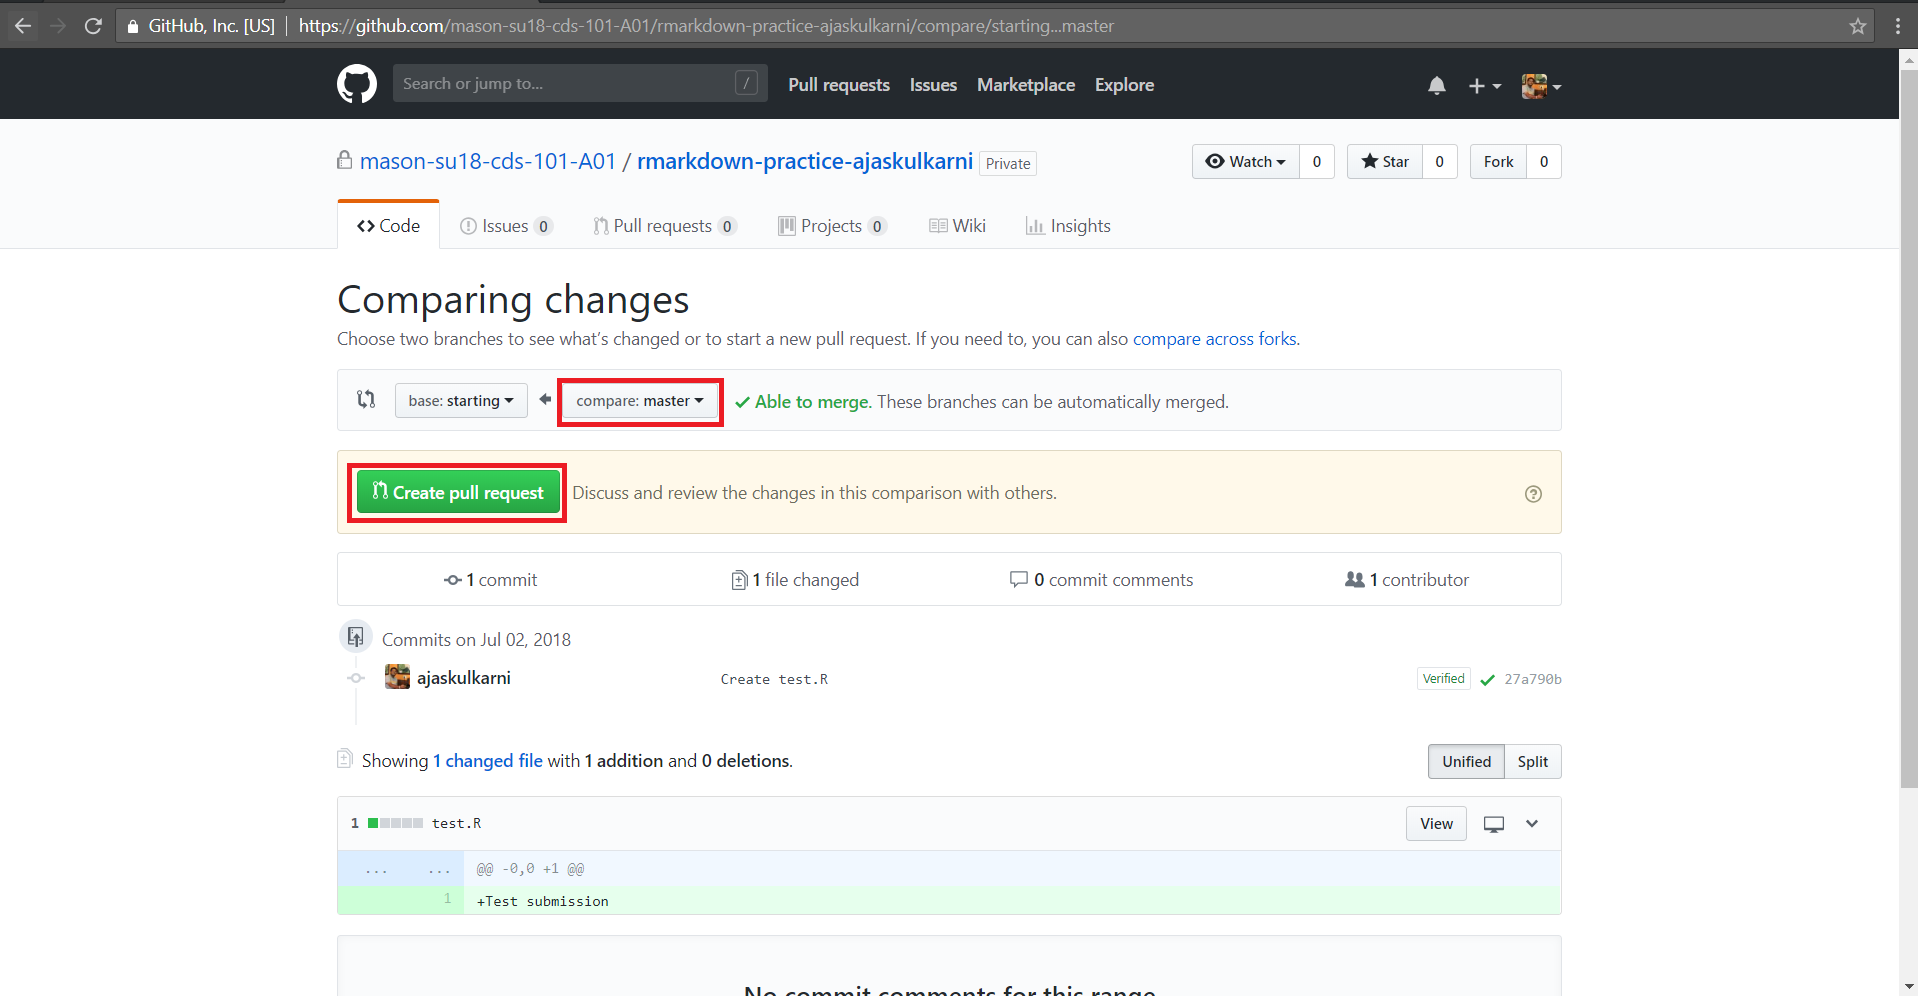 GitHub, Inc. [US] | https://github.com/mason-su18-cds-101-A01/rmarkdown-practice-ajaskulkarni/compare/starting...master
Search or jump to... / Pull requests Issues Marketplace Explore
mason-su18-cds-101-A01 / rmarkdown-practice-ajaskulkarni Private Watch 0 Star 0 Fork 0
Code Issues 0 Pull requests 0 Projects 0 Wiki Insights
Comparing changes
Choose two branches to see what's changed or to start a new pull request. If you need to, you can also compare across forks.
base: starting compare: master Able to merge. These branches can be automatically merged.
Create pull request Discuss and review the changes in this comparison with others.
1 commit 1 file changed 0 commit comments 1 contributor
Commits on Jul 02, 2018
ajaskulkarni Create test.R Verified 27a790b
Showing 1 changed file with 1 addition and 0 deletions. Unified Split
1 test.R View
... ... @@ -0,0 +1 @@
1 +Test submission
No commit comments for this range